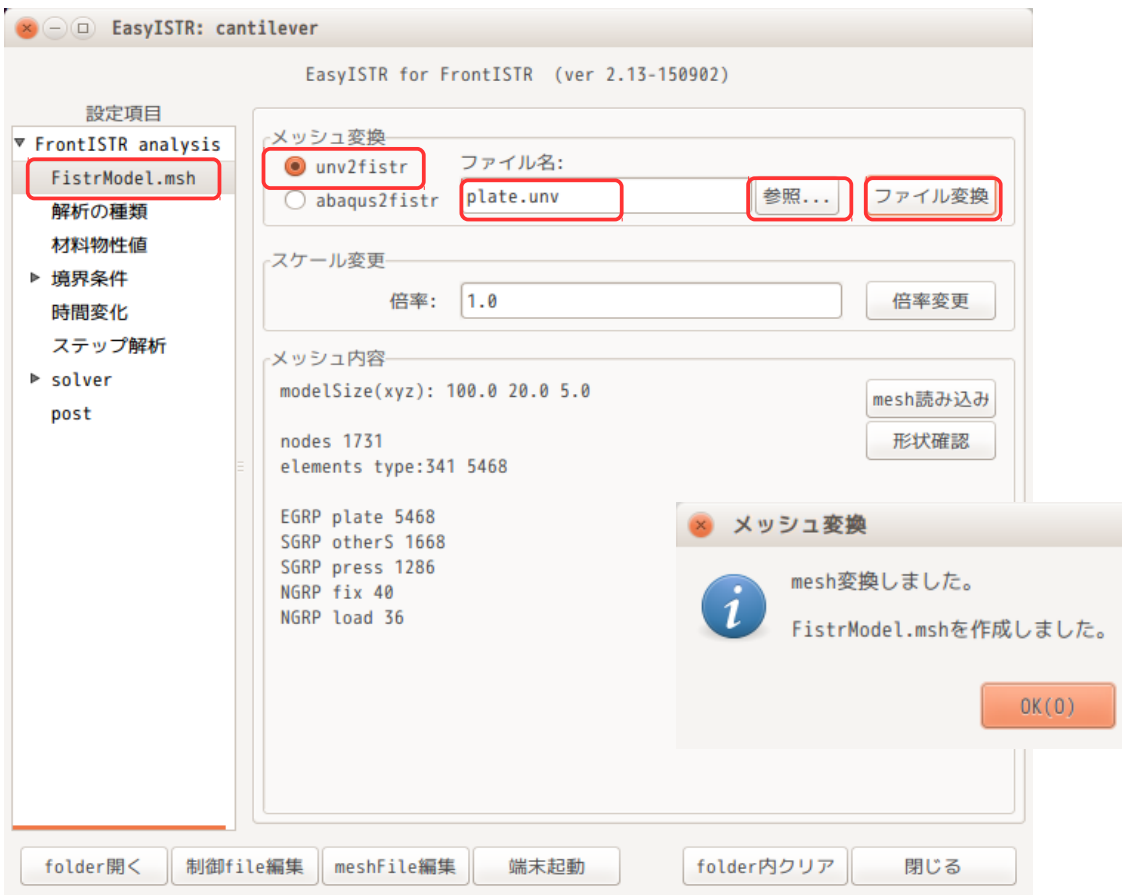 EasyISTR: cantilever
EasyISTR for FrontISTR (ver 2.13-150902)
設定項目
FrontISTR analysis
FistrModel.msh
解析の種類
材料物性値
境界条件
時間変化
ステップ解析
solver
post
メッシュ変換
unv2fistr
abaqus2fistr
ファイル名:
plate.unv
参照...
ファイル変換
スケール変更
倍率:
1.0
倍率変更
メッシュ内容
modelSize(xyz): 100.0 20.0 5.0
nodes 1731
elements type:341 5468
EGRP plate 5468
SGRP otherS 1668
SGRP press 1286
NGRP fix 40
NGRP load 36
mesh読み込み
形状確認
メッシュ変換
mesh変換しました。
FistrModel.mshを作成しました。
OK(O)
folder開く
制御file編集
meshFile編集
端末起動
folder内クリア
閉じる